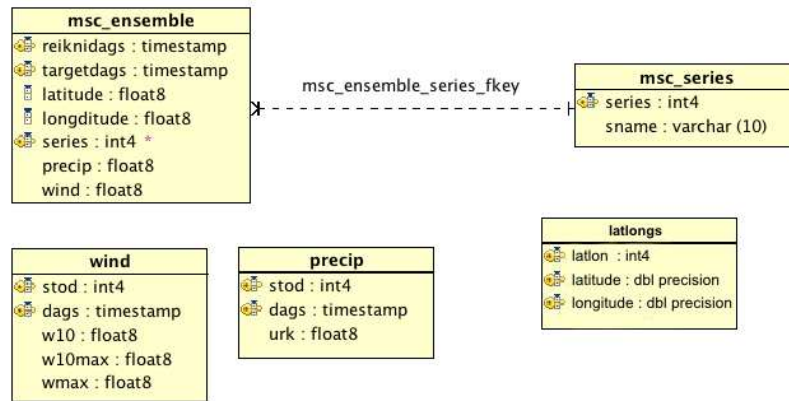 msc_ensemble
reiknidags : timestamp
targetdags : timestamp
latitude : float8
longditude : float8
series : int4 *
precip : float8
wind : float8
msc_ensemble_series_fkey
msc_series
series : int4
sname : varchar (10)
wind
stod : int4
dags : timestamp
w10 : float8
w10max : float8
wmax : float8
precip
stod : int4
dags : timestamp
urk : float8
latlongs
latlon : int4
latitude : dbl precision
longitude : dbl precision